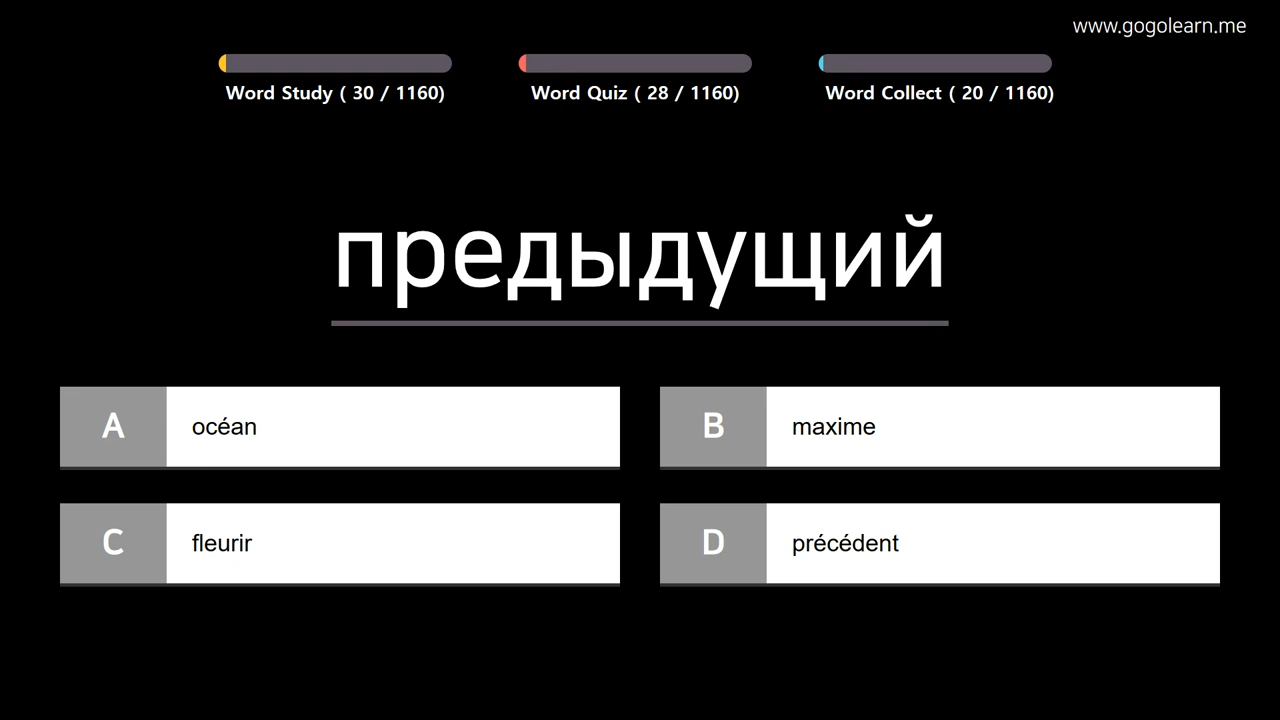 www.gogolearn.me
Word Study ( 30 / 1160)
Word Quiz ( 28 / 1160)
Word Collect ( 20 / 1160)
предыдущий
A océan
B maxime
C fleurir
D précédent